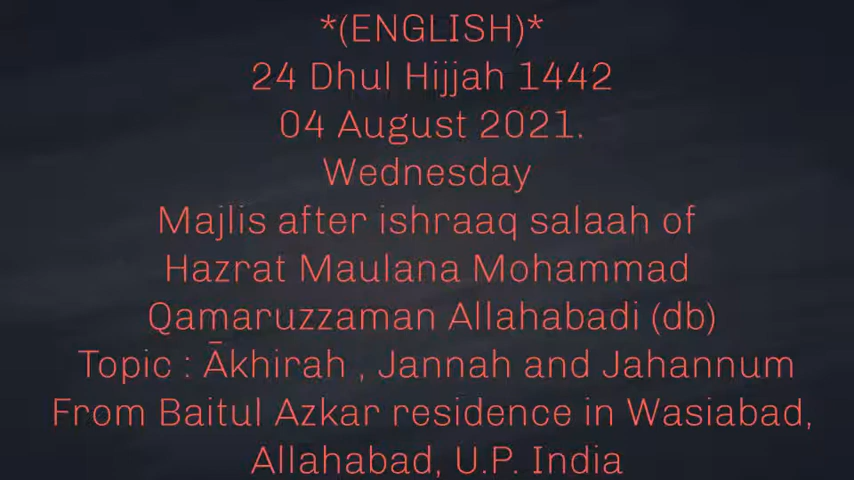 *(ENGLISH)*
24 Dhul Hijjah 1442
04 August 2021.
Wednesday
Majlis after ishraaq salaah of
Hazrat Maulana Mohammad
Qamaruzzaman Allahabadi (db)
Topic : Ākhirah , Jannah and Jahannum
From Baitul Azkar residence in Wasiabad,
Allahabad, U.P. India